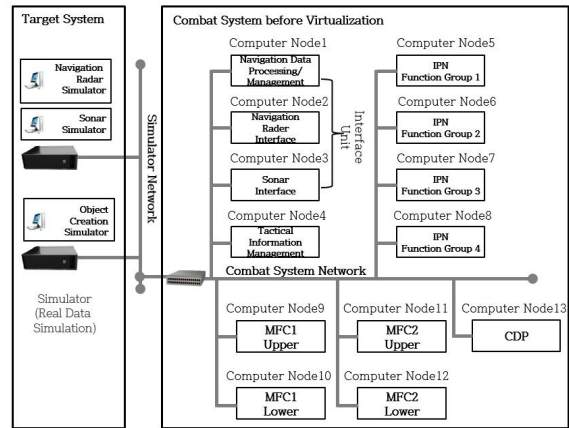 Target System
Navigation
Radar
Simulator
Sonar
Simulator
Object
Creation
Simulator
Simulator
(Real Data
Simulation)
Simulator Network
Combat System before Virtualization
Computer Node1
Navigation Data
Processing/
Management
Computer Node2
Navigation
Rader
Interface
Computer Node3
Sonar
Interface
Interface
Unit
Computer Node4
Tactical
Information
Management
Computer Node5
IPN
Function Group 1
Computer Node6
IPN
Function Group 2
Computer Node7
IPN
Function Group 3
Computer Node8
IPN
Function Group 4
Combat System Network
Computer Node9
MFC1
Upper
Computer Node10
MFC1
Lower
Computer Node11
MFC2
Upper
Computer Node12
MFC2
Lower
Computer Node13
CDP